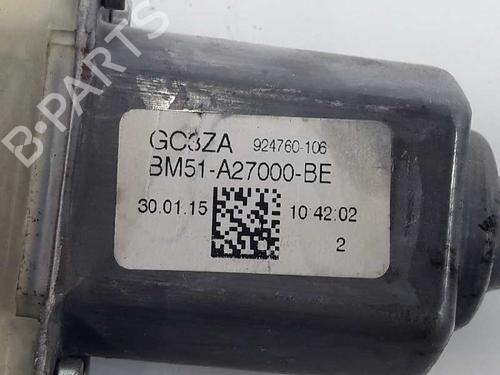 B-PARTS
GC3ZA 924760-106
BM51-A27000-BE
30.01.15 10:42:02
2